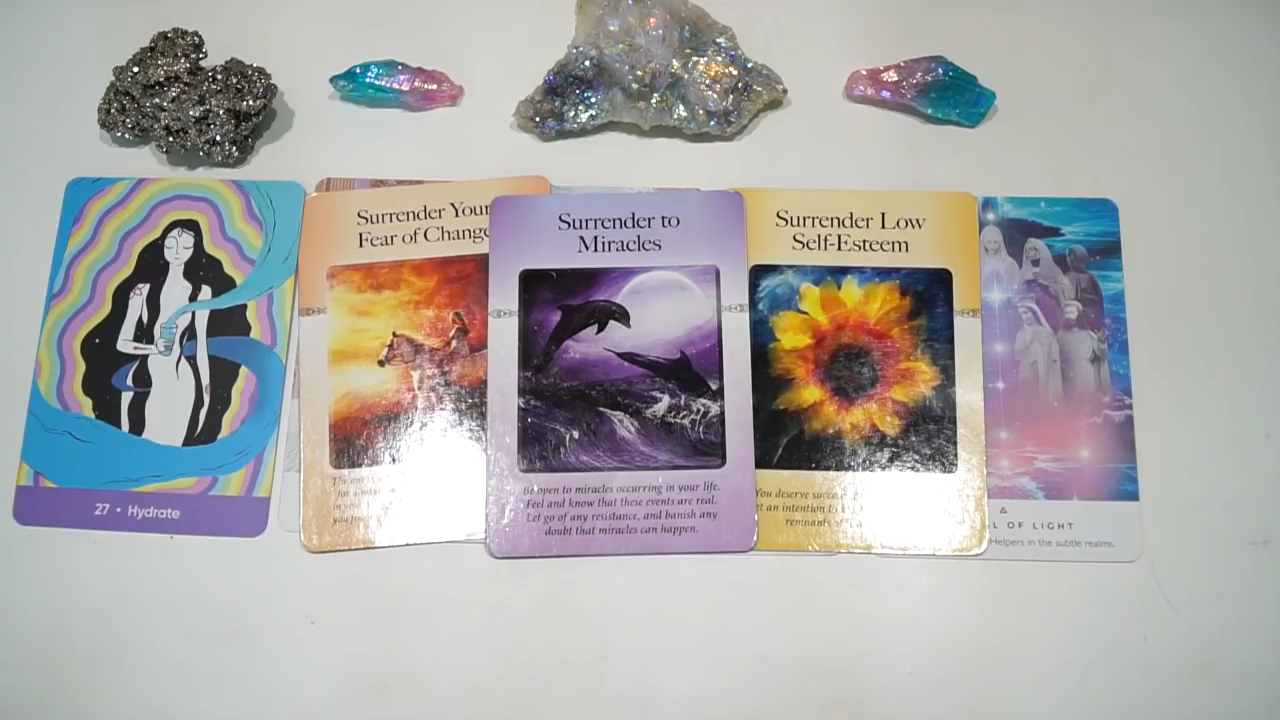 27 • Hydrate
Surrender Your
Fear of Change
Surrender to
Miracles
Be open to miracles occurring in your life.
Feel and know that these events are real.
Let go of any resistance, and banish any
doubt that miracles can happen.
Surrender Low
Self-Esteem
You deserve
an intention to
remnants of
L OF LIGHT
Helpers in the subtle realms.